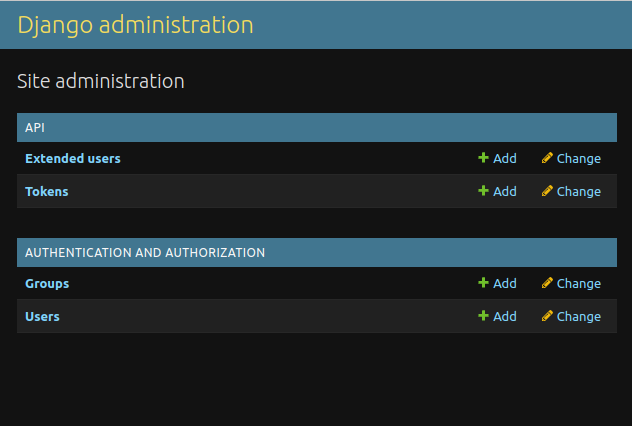 Django administration
Site administration
API
Extended users Add Change
Tokens Add Change
AUTHENTICATION AND AUTHORIZATION
Groups Add Change
Users Add Change